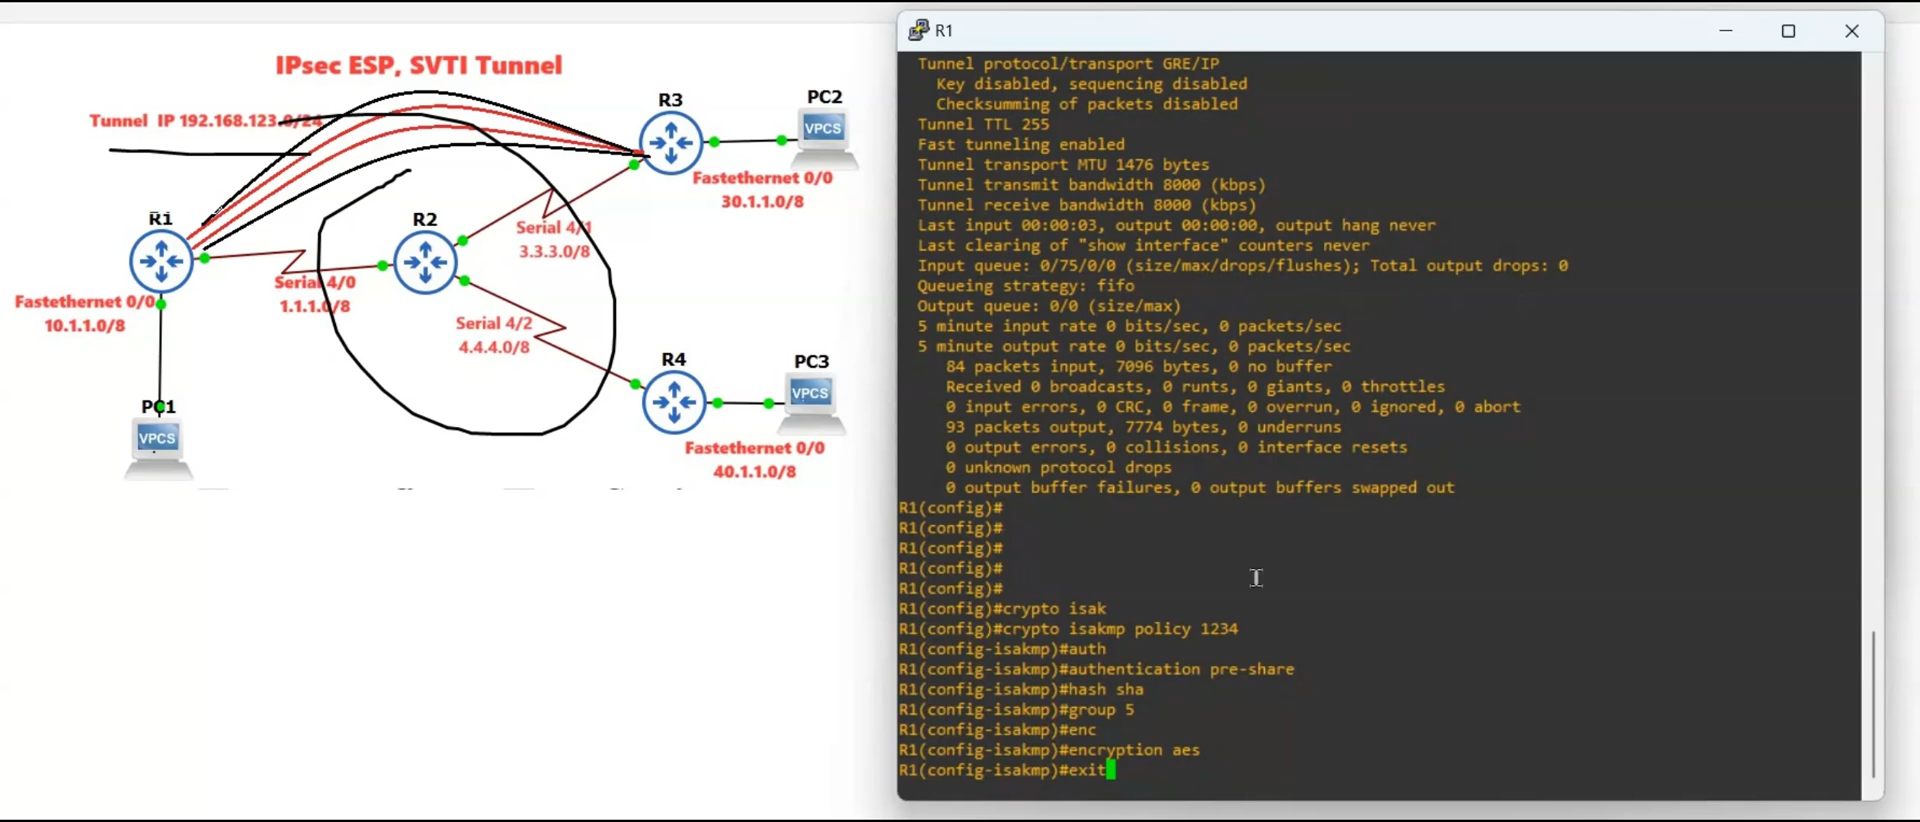 IPsec ESP, SVTI Tunnel
Tunnel IP 192.168.123.0/24
R3
PC2
VPCS
Fastethernet 0/0
30.1.1.0/8
R1
R2
Serial 4/1
3.3.3.0/8
Serial 4/0
1.1.1.0/8
Fastethernet 0/0
10.1.1.0/8
Serial 4/2
4.4.4.0/8
R4
PC3
VPCS
Fastethernet 0/0
40.1.1.0/8
PC1
VPCS
R1
Tunnel protocol/transport GRE/IP
Key disabled, sequencing disabled
Checksumming of packets disabled
Tunnel TTL 255
Fast tunneling enabled
Tunnel transport MTU 1476 bytes
Tunnel transmit bandwidth 8000 (kbps)
Tunnel receive bandwidth 8000 (kbps)
Last input 00:00:03, output 00:00:00, output hang never
Last clearing of "show interface" counters never
Input queue: 0/75/0/0 (size/max/drops/flushes); Total output drops: 0
Queueing strategy: fifo
Output queue: 0/0 (size/max)
5 minute input rate 0 bits/sec, 0 packets/sec
5 minute output rate 0 bits/sec, 0 packets/sec
84 packets input, 7096 bytes, 0 no buffer
Received 0 broadcasts, 0 runts, 0 giants, 0 throttles
0 input errors, 0 CRC, 0 frame, 0 overrun, 0 ignored, 0 abort
93 packets output, 7774 bytes, 0 underruns
0 output errors, 0 collisions, 0 interface resets
0 unknown protocol drops
0 output buffer failures, 0 output buffers swapped out
R1(config)#
R1(config)#
R1(config)#
R1(config)#
R1(config)#
R1(config)#crypto isak
R1(config)#crypto isakmp policy 1234
R1(config-isakmp)#auth
R1(config-isakmp)#authentication pre-share
R1(config-isakmp)#hash sha
R1(config-isakmp)#group 5
R1(config-isakmp)#enc
R1(config-isakmp)#encryption aes
R1(config-isakmp)#exit